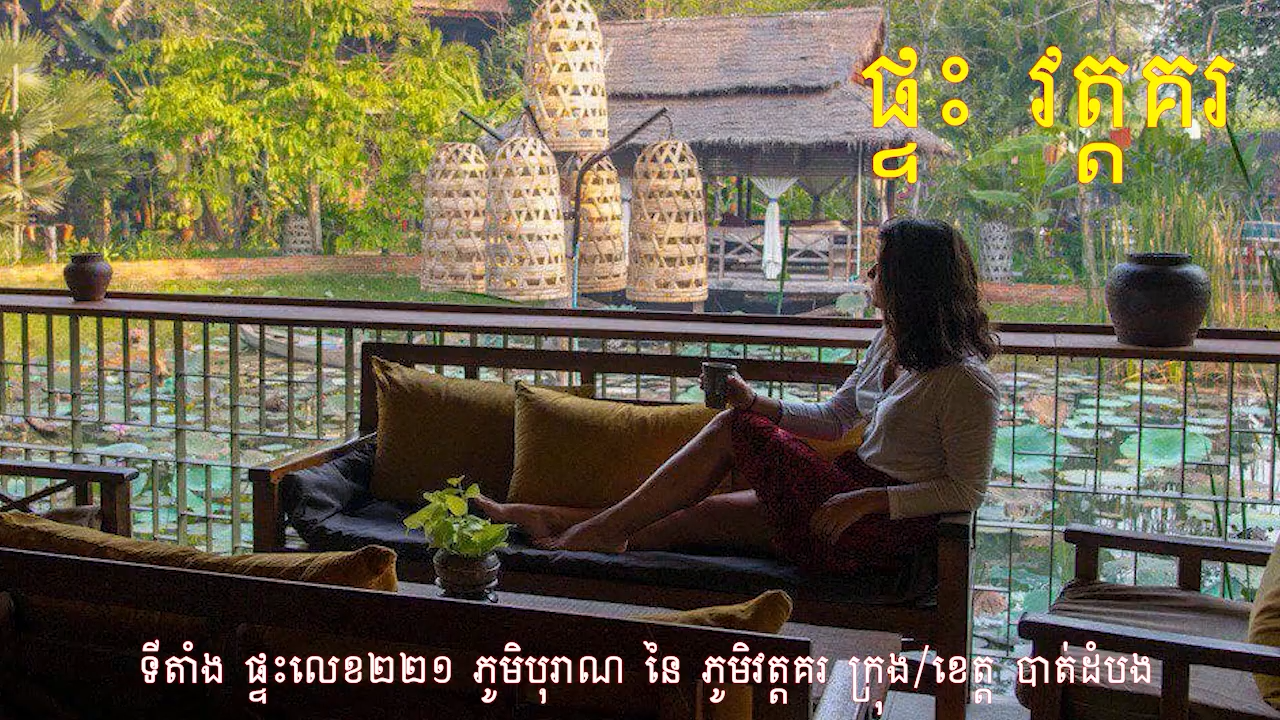 ផ្ទះ វត្តគរ
ទីតាំង ផ្ទះលេខ២២១ ភូមិបុរាណ នៃ ភូមិវត្តគរ ក្រុង/ខេត្ត បាត់ដំបង